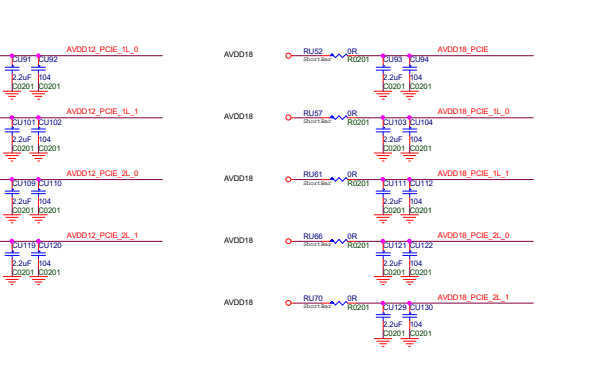 AVDD12_PCIE_1L_0
CU91 CU92
2.2uF 104
C0201 C0201
AVDD12_PCIE_1L_1
CU101 CU102
2.2uF 104
C0201 C0201
AVDD12_PCIE_2L_0
CU109 CU110
2.2uF 104
C0201 C0201
AVDD12_PCIE_2L_1
CU119 CU120
2.2uF 104
C0201 C0201
AVDD18 RU52 0R AVDD18_PCIE
ShortBar R0201 CU93 CU94
2.2uF 104
C0201 C0201
AVDD18 RU57 0R AVDD18_PCIE_1L_0
ShortBar R0201 CU103 CU104
2.2uF 104
C0201 C0201
AVDD18 RU61 0R AVDD18_PCIE_1L_1
ShortBar R0201 CU111 CU112
2.2uF 104
C0201 C0201
AVDD18 RU66 0R AVDD18_PCIE_2L_0
ShortBar R0201 CU121 CU122
2.2uF 104
C0201 C0201
AVDD18 RU70 0R AVDD18_PCIE_2L_1
ShortBar R0201 CU129 CU130
2.2uF 104
C0201 C0201